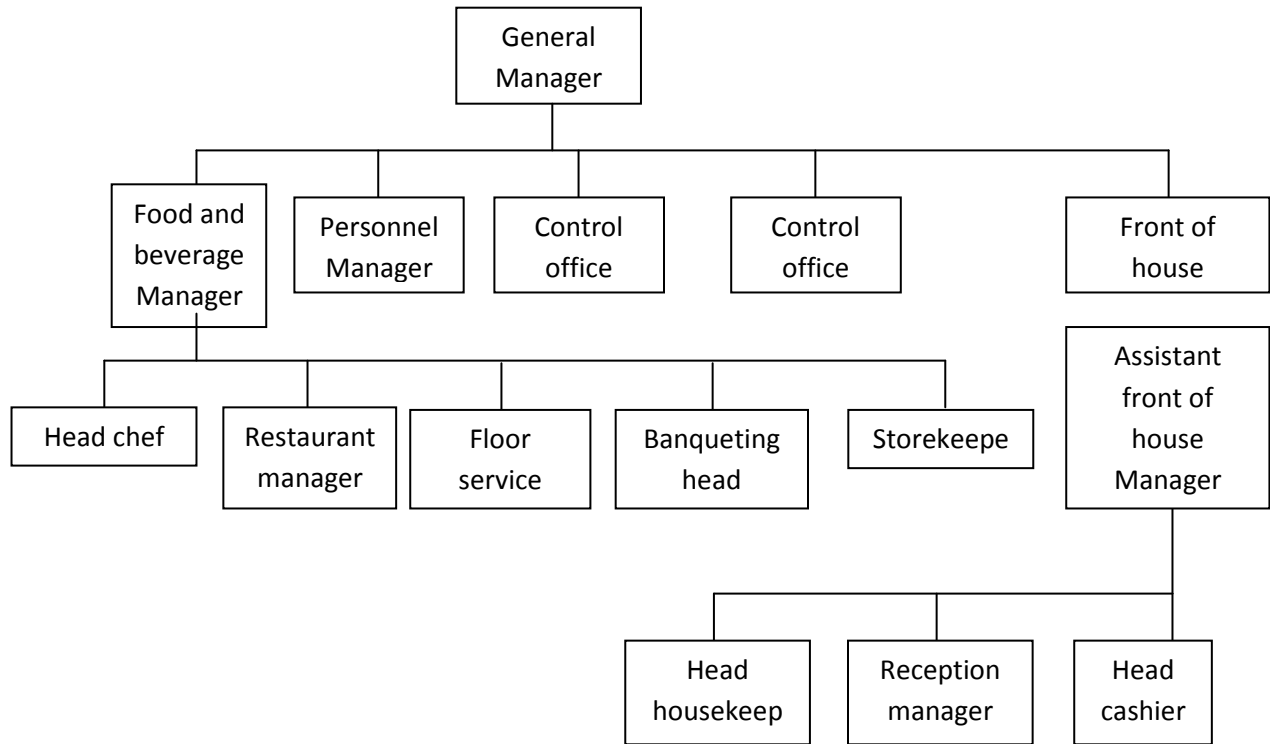 General
Manager
Food and
beverage
Manager
Personnel
Manager
Control
office
Control
office
Front of
house
Assistant
front of
house
Manager
Head chef
Restaurant
manager
Floor
service
Banqueting
head
Storekeepe
Head
housekeep
Reception
manager
Head
cashier